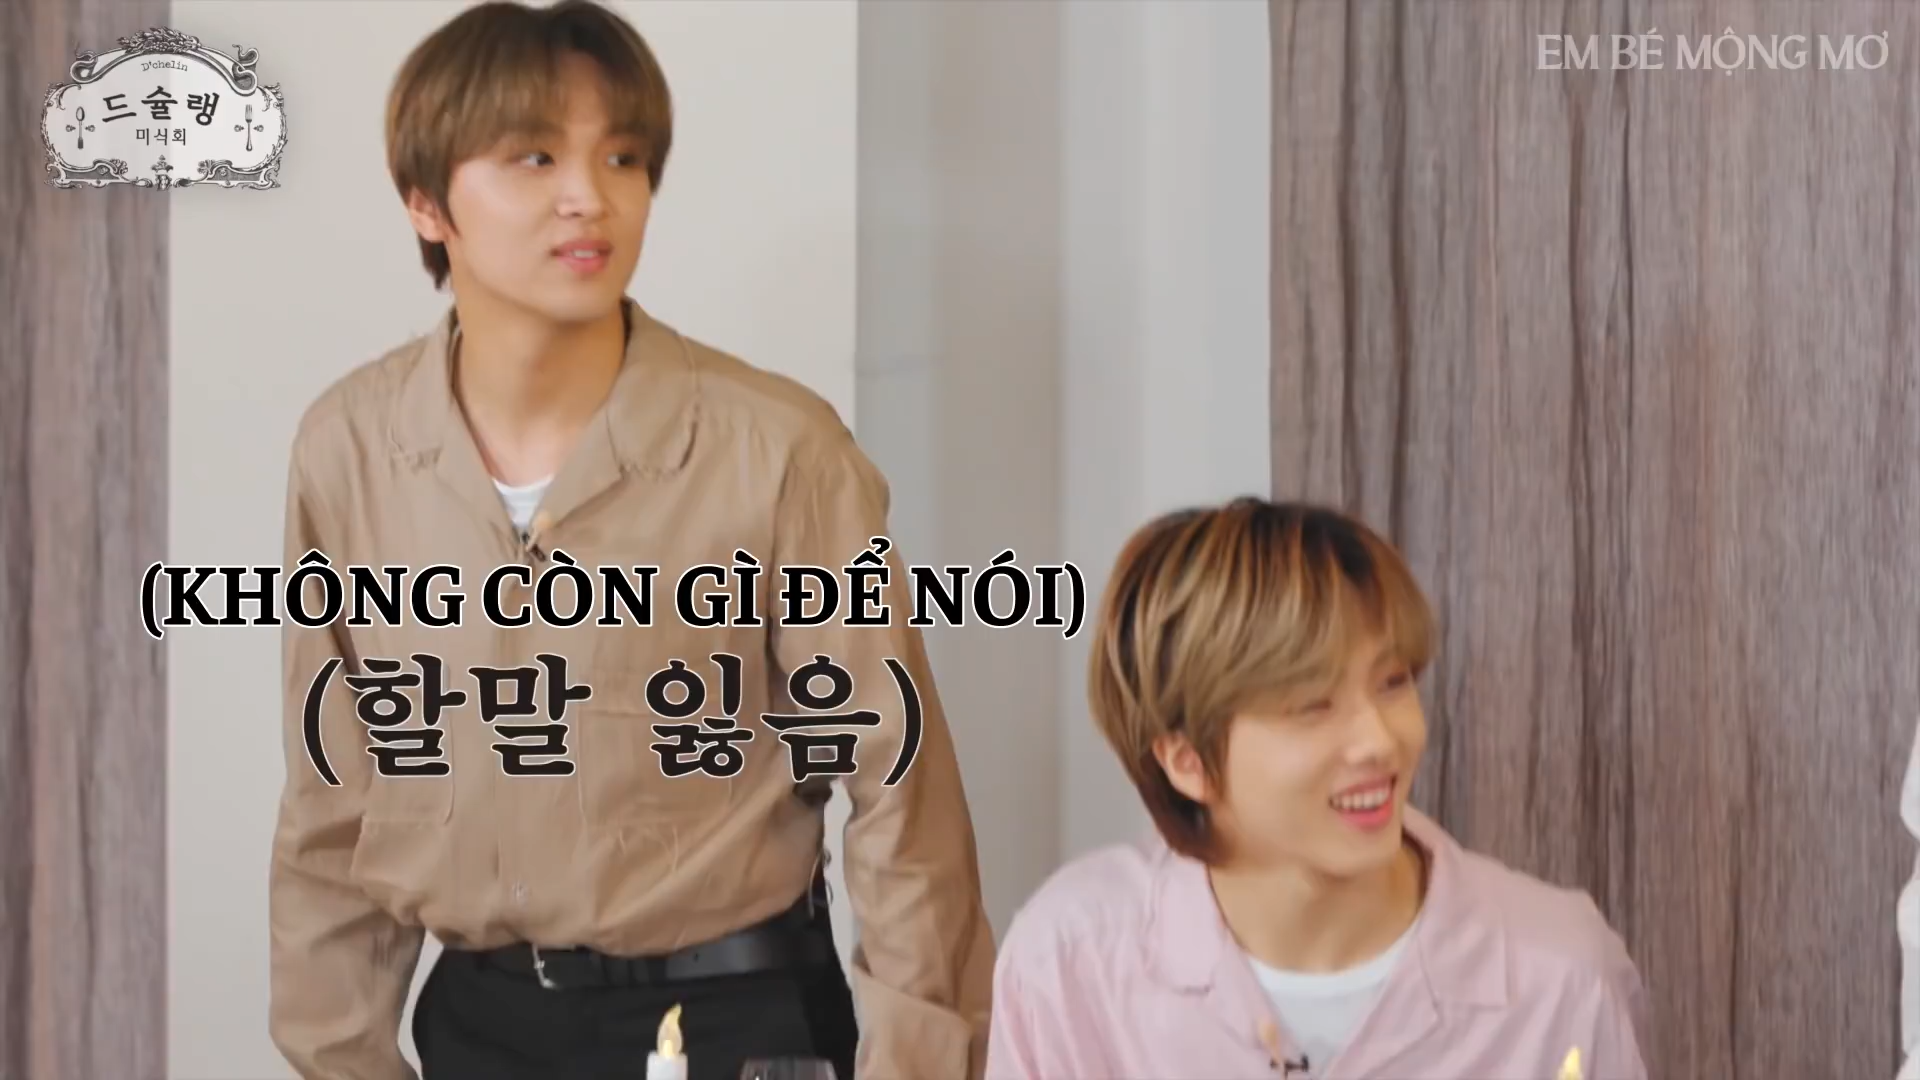 D'chelin
드슐랭
미식회
EM BÉ MỘNG MƠ
(KHÔNG CÒN GÌ ĐỂ NÓI)
(할말 잃음)